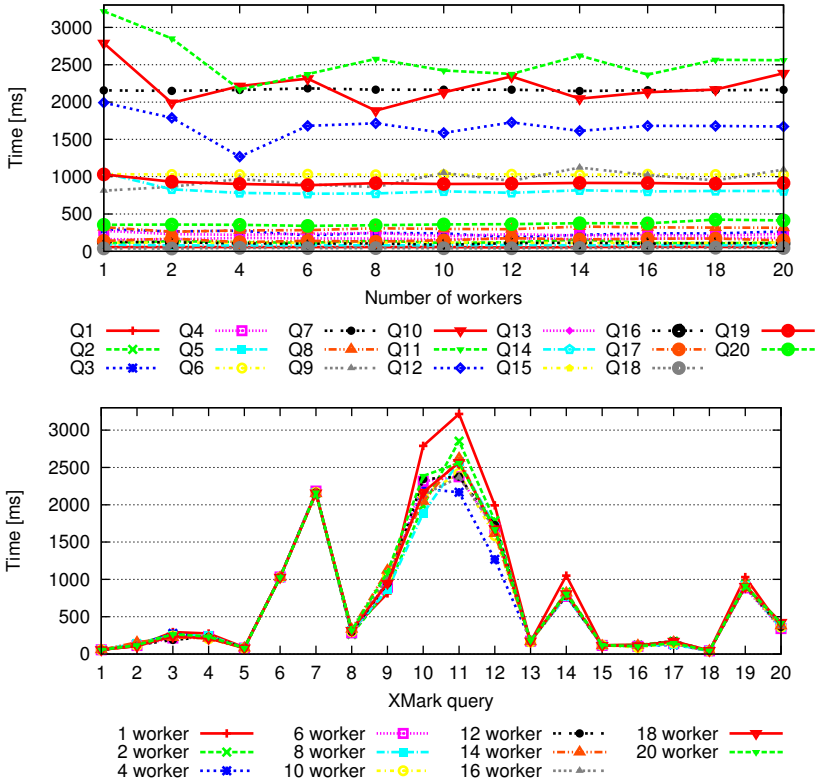 3000
2500
2000
1500
1000
500
0
Time [ms]
1 2 4 6 8 10 12 14 16 18 20
Number of workers
Q1 Q4 Q7 Q10 Q13 Q16 Q19
Q2 Q5 Q8 Q11 Q14 Q17 Q20
Q3 Q6 Q9 Q12 Q15 Q18
3000
2500
2000
1500
1000
500
0
Time [ms]
1 2 3 4 5 6 7 8 9 10 11 12 13 14 15 16 17 18 19 20
XMark query
1 worker 6 worker 12 worker 18 worker
2 worker 8 worker 14 worker 20 worker
4 worker 10 worker 16 worker